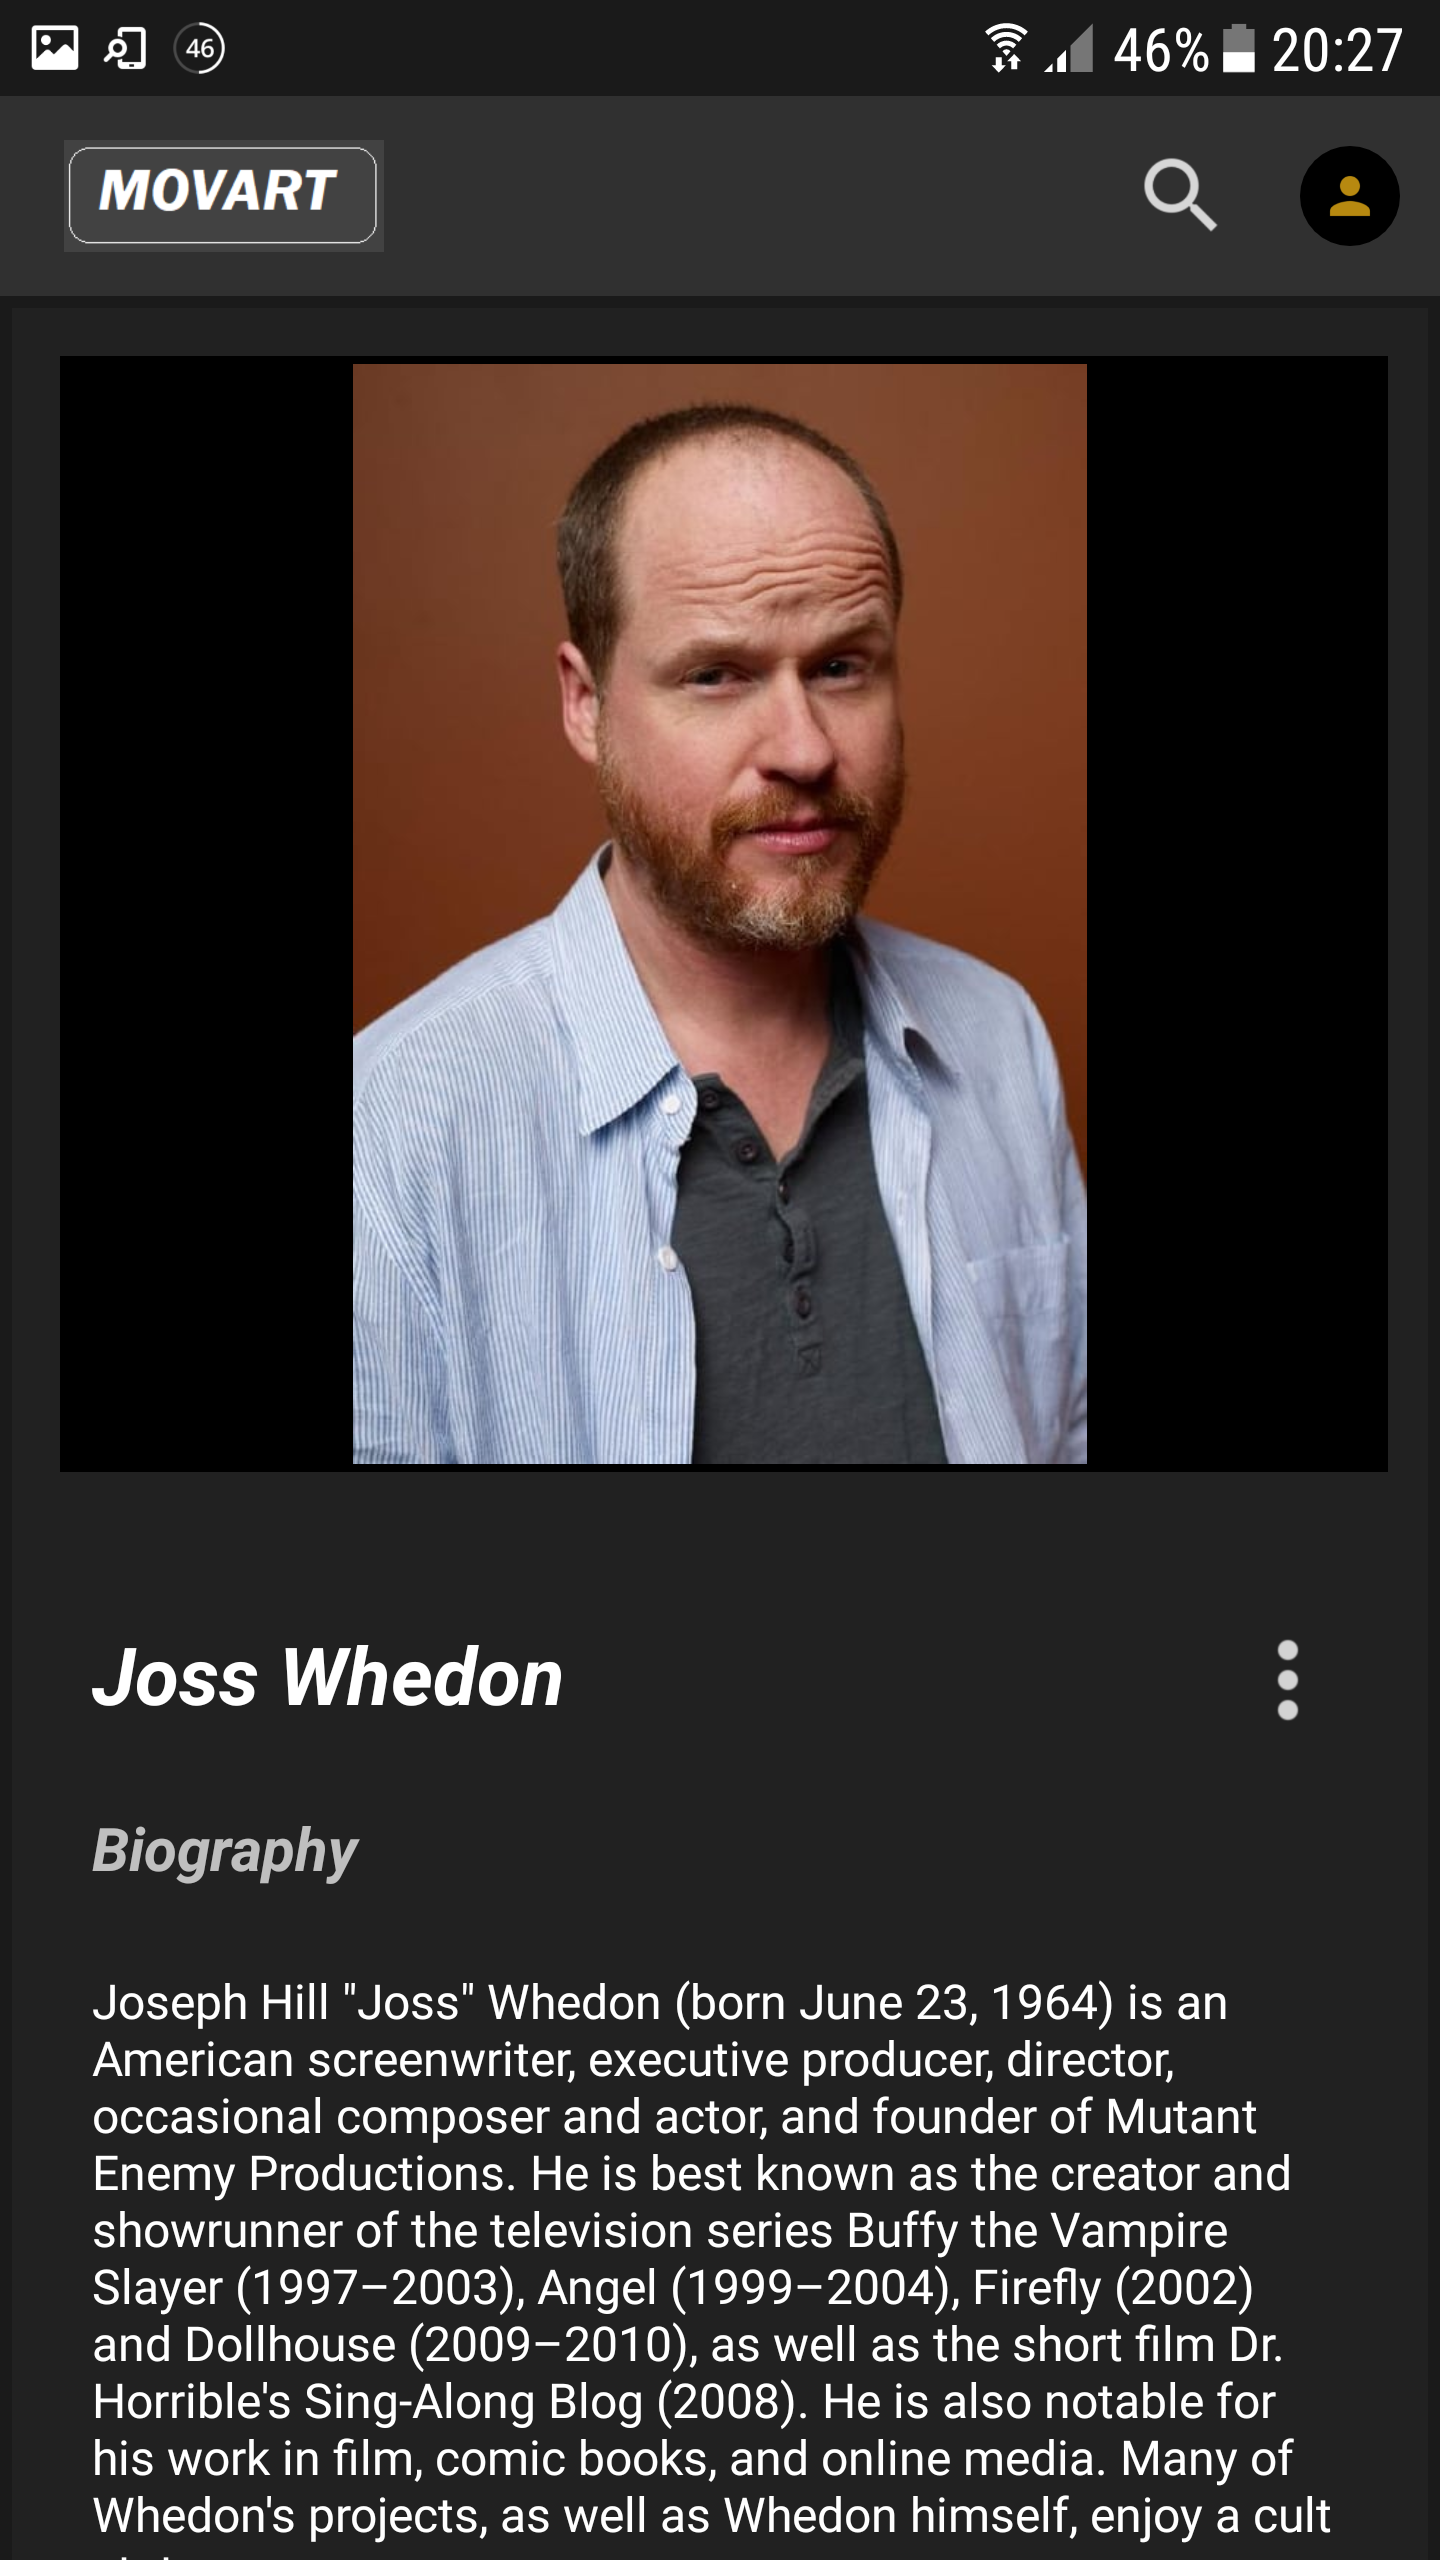 46
46% 20:27
MOVART
Joss Whedon
Biography
Joseph Hill "Joss" Whedon (born June 23, 1964) is an
American screenwriter, executive producer, director,
occasional composer and actor, and founder of Mutant
Enemy Productions. He is best known as the creator and
showrunner of the television series Buffy the Vampire
Slayer (1997–2003), Angel (1999–2004), Firefly (2002)
and Dollhouse (2009–2010), as well as the short film Dr.
Horrible's Sing-Along Blog (2008). He is also notable for
his work in film, comic books, and online media. Many of
Whedon's projects, as well as Whedon himself, enjoy a cult